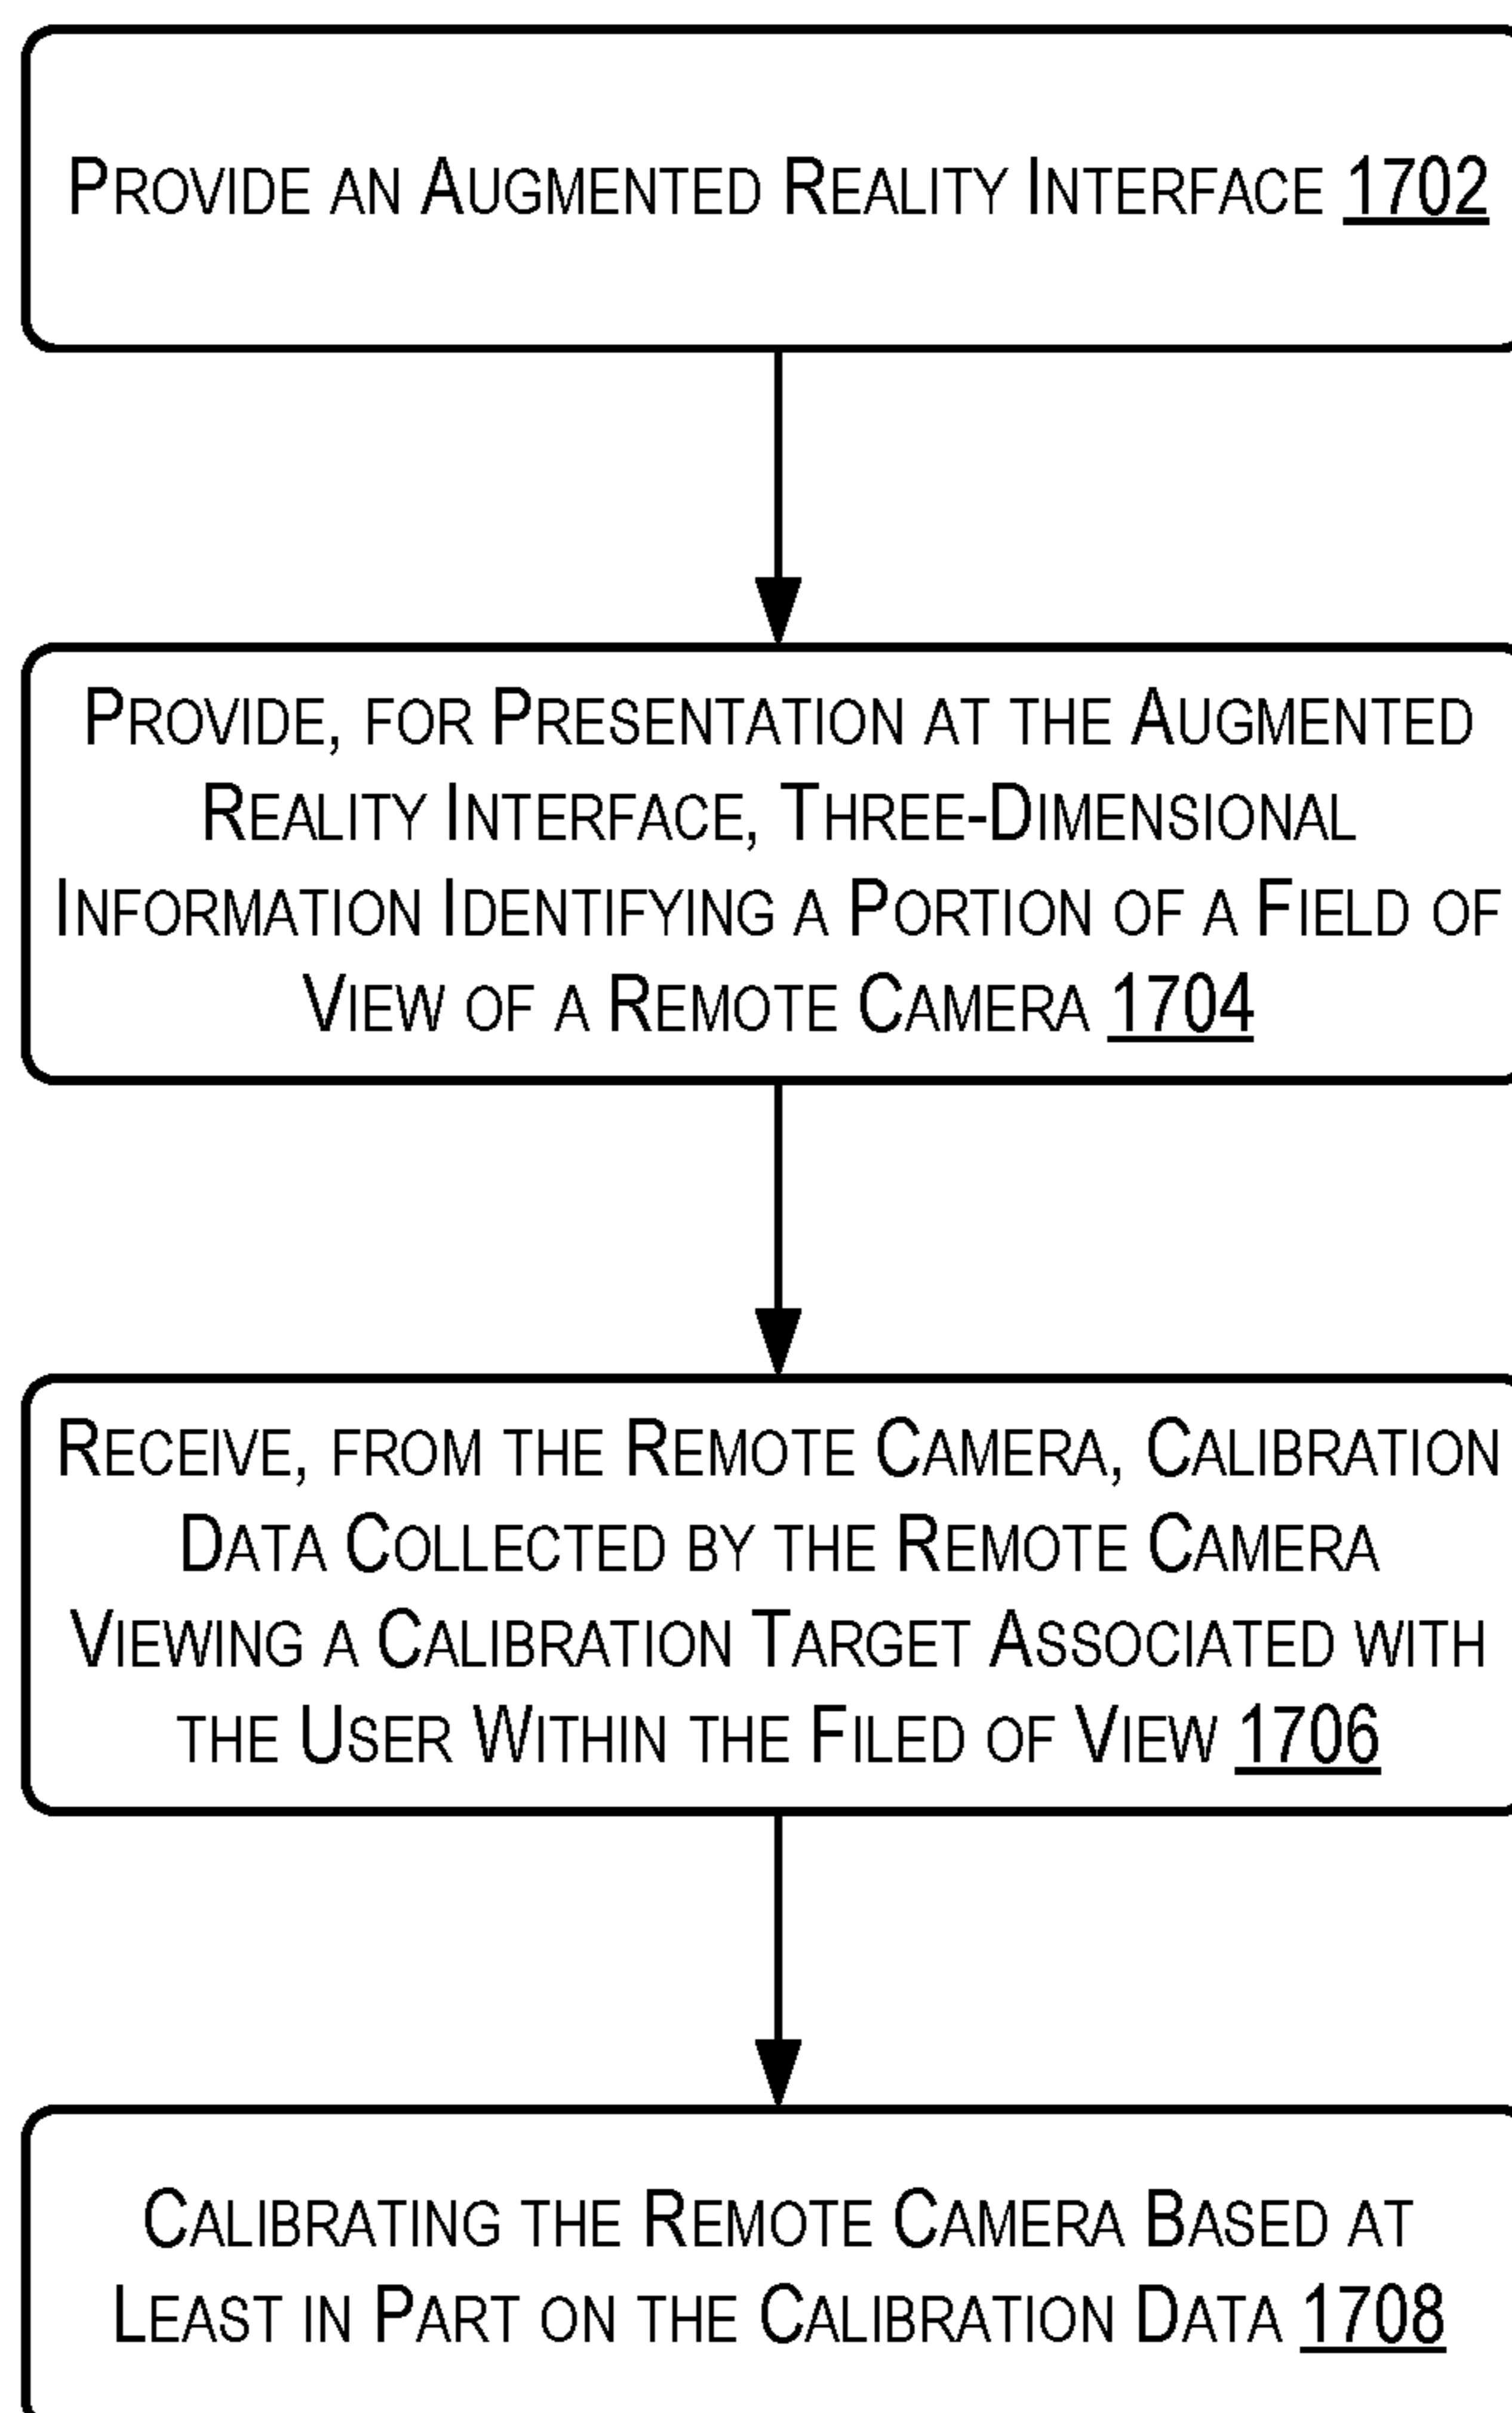 Provide an Augmented Reality Interface 1702
Provide, for Presentation at the Augmented
Reality Interface, Three-Dimensional
Information Identifying a Portion of a Field of
View of a Remote Camera 1704
Receive, from the Remote Camera, Calibration
Data Collected by the Remote Camera
Viewing a Calibration Target Associated with
the User Within the Filed of View 1706
Calibrating the Remote Camera Based at
Least in Part on the Calibration Data 1708